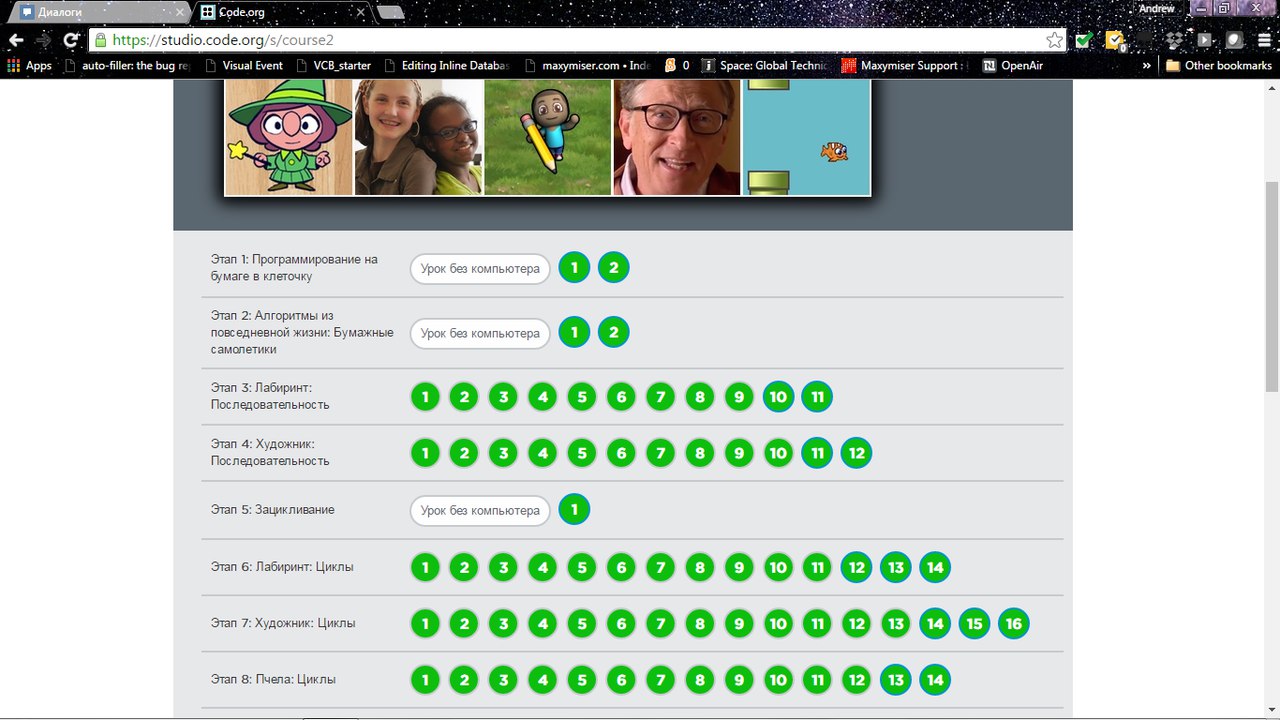 Диалоги
Code.org
Andrew
https://studio.code.org/s/course2
0
Apps
auto-filler: the bug re
Visual Event
VCB_starter
Editing Inline Databa
maxymiser.com • Ind
0
Space: Global Technic
Maxymiser Support :
OpenAir
»
Other bookmarks
Этап 1: Программирование на
бумаге в клеточку
Урок без компьютера
1 2
Этап 2: Алгоритмы из
повседневной жизни: Бумажные
самолетики
Урок без компьютера
1 2
Этап 3: Лабиринт:
Последовательность
1 2 3 4 5 6 7 8 9 10 11
Этап 4: Художник:
Последовательность
1 2 3 4 5 6 7 8 9 10 11 12
Этап 5: Зацикливание
Урок без компьютера
1
Этап 6: Лабиринт: Циклы
1 2 3 4 5 6 7 8 9 10 11 12 13 14
Этап 7: Художник: Циклы
1 2 3 4 5 6 7 8 9 10 11 12 13 14 15 16
Этап 8: Пчела: Циклы
1 2 3 4 5 6 7 8 9 10 11 12 13 14